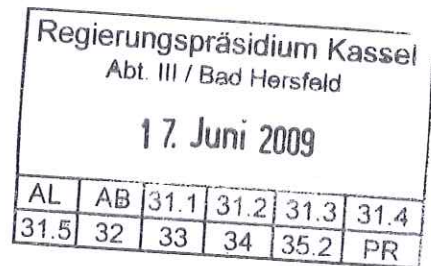 Regierungspräsidium Kassel
Abt. III / Bad Hersfeld
17. Juni 2009
AL AB 31.1 31.2 31.3 31.4
31.5 32 33 34 35.2 PR